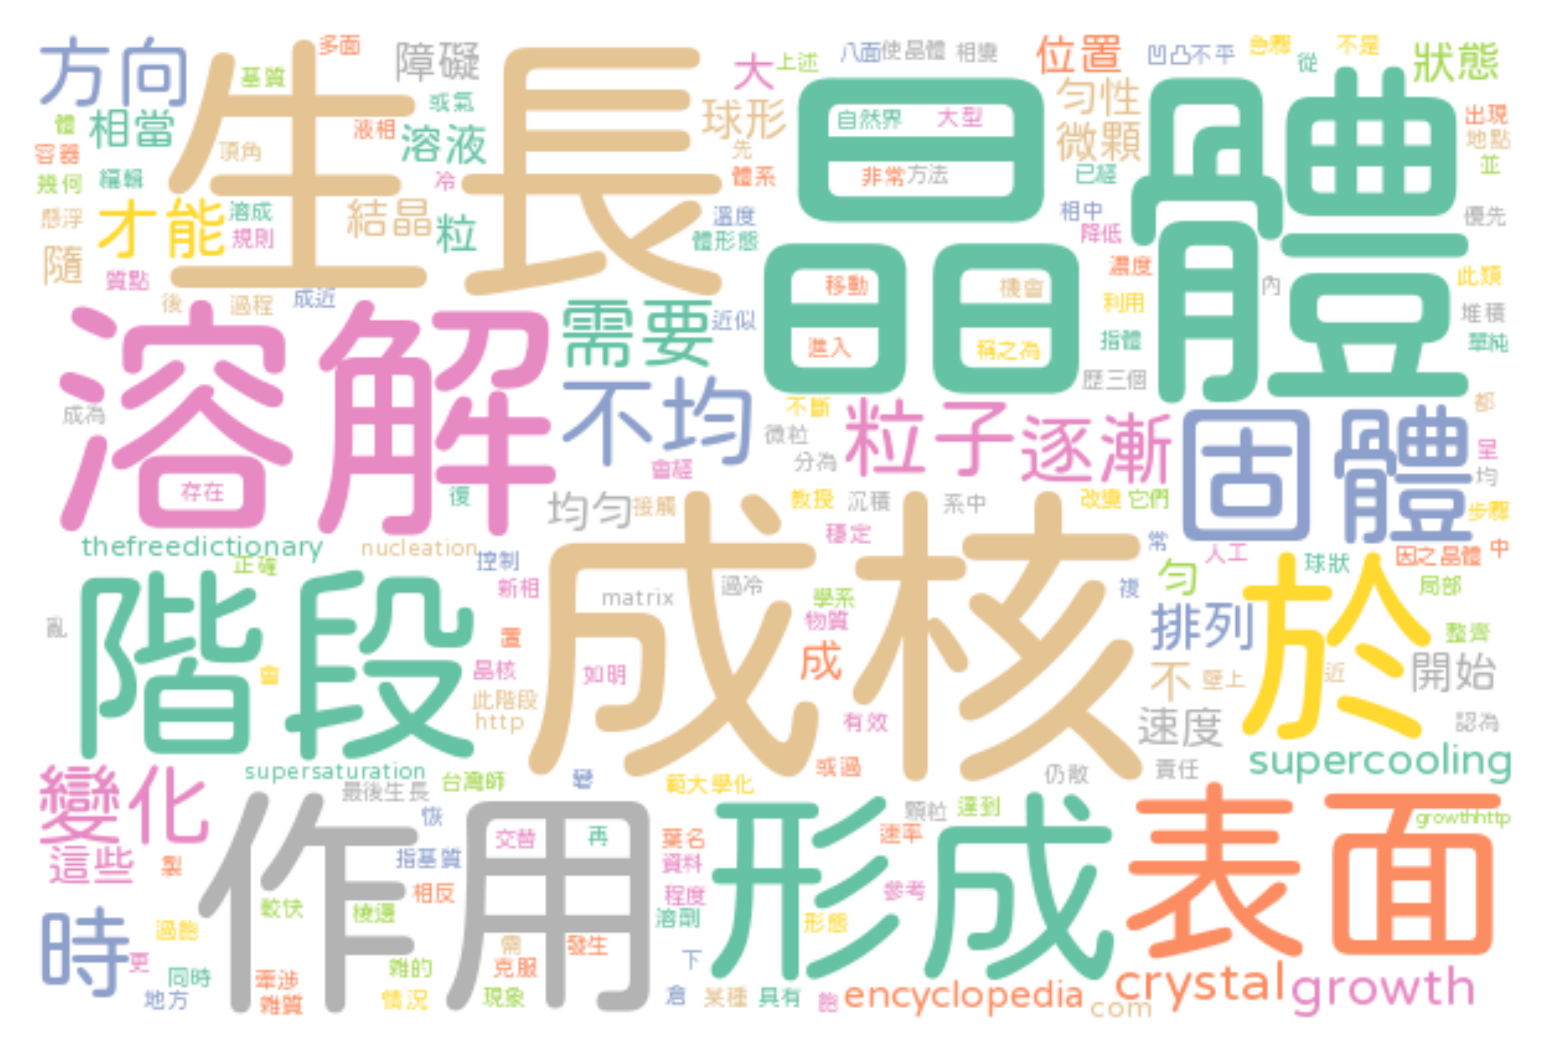 方向
多面
基質
障礙
大
上述
八面
使晶體
相變
位置
凹凸不平
急驟
從
不是
狀態
生長
晶體
或氣
液相
溶液
球形
先
體系
自然界
大型
非常
方法
勻性
微顆
已經
出現
地點
並
體
相當
容器
幾何
編輯
頂角
冷
懸浮
才能
溶成
規則
結晶
粒
溫度
體形態
相中
降低
優先
隨
質點
後
過程
成近
移動
機會
進入
稱之為
濃度
利用
指體
歷三個
內
此類
堆積
單純
溶解
需要
近似
成為
存在
不均
不斷
微粒
分為
會經
粒子
逐漸
固體
都
呈
均
步驟
復
均勻
接觸
教授
沉積
系中
改變
它們
穩定
常
人工
球狀
因之
晶體
中
局部
thefreedictionary
nucleation
正確
控制
新相
matrix
過冷
學系
物質
複
勻
排列
於
整齊
亂
階段
會
置
晶核
此階段
http
如明
成核
成
有效
不
壁上
近
開始
速度
認為
責任
supercooling
supersaturation
最後生長
台灣師
範大學化
或過
仍散
變化
恢
交替
再
葉名
資料
顆粒
達到
速率
growthhttp
這些
製
指基質
相反
程度
參考
作用
形成
表面
較快
稜邊
溶劑
形態
時
更
過飽
同時
地方
牽涉
雜質
雜的
情況
需
克服
發生
現象
下
倉
某種
具有
飽
encyclopedia
com
crystal
growth